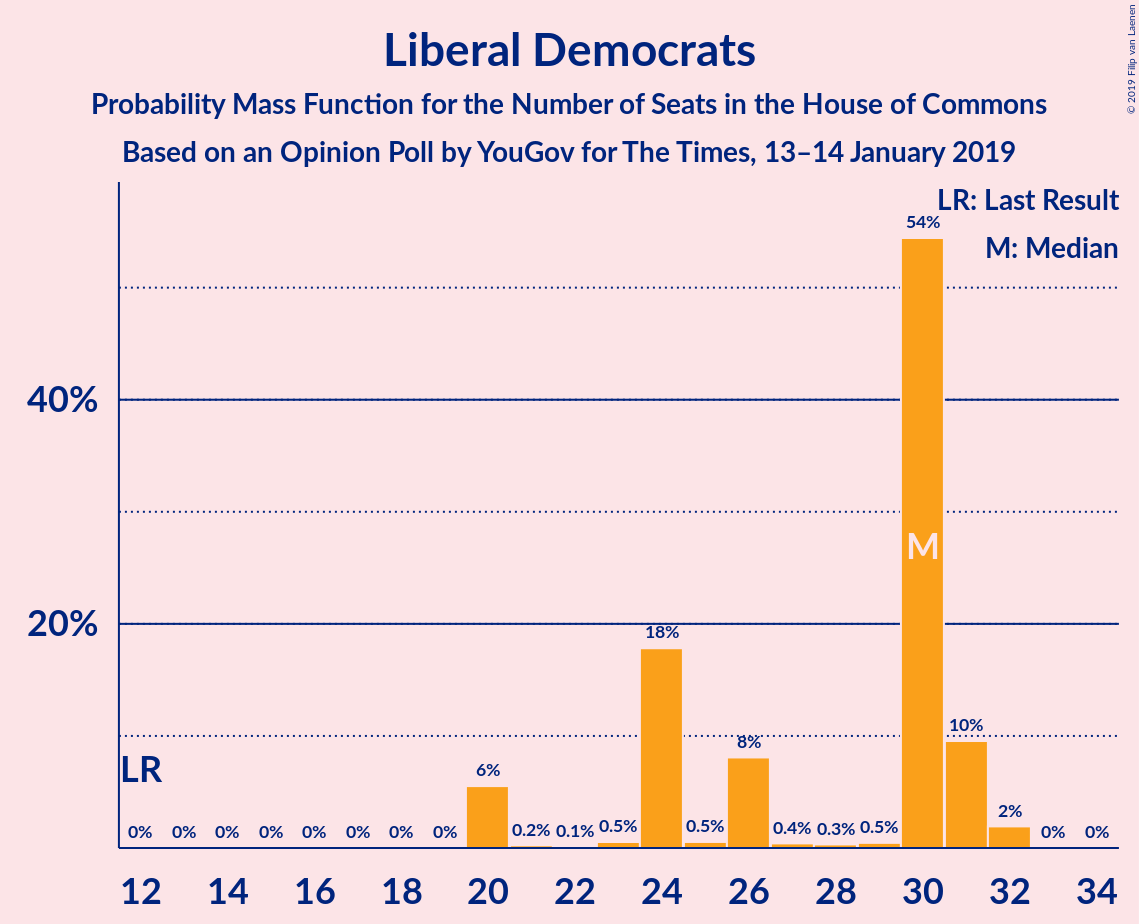 Liberal Democrats
Probability Mass Function for the Number of Seats in the House of Commons
Based on an Opinion Poll by YouGov for The Times, 13–14 January 2019
© 2019 Filip van Laenen
LR: Last Result
M: Median
40%
20%
LR
0%
0%
0%
0%
0%
0%
0%
0%
6%
0.2%
0.1%
0.5%
18%
0.5%
8%
0.4%
0.3%
0.5%
54%
M
10%
2%
0%
0%
12 14 16 18 20 22 24 26 28 30 32 34